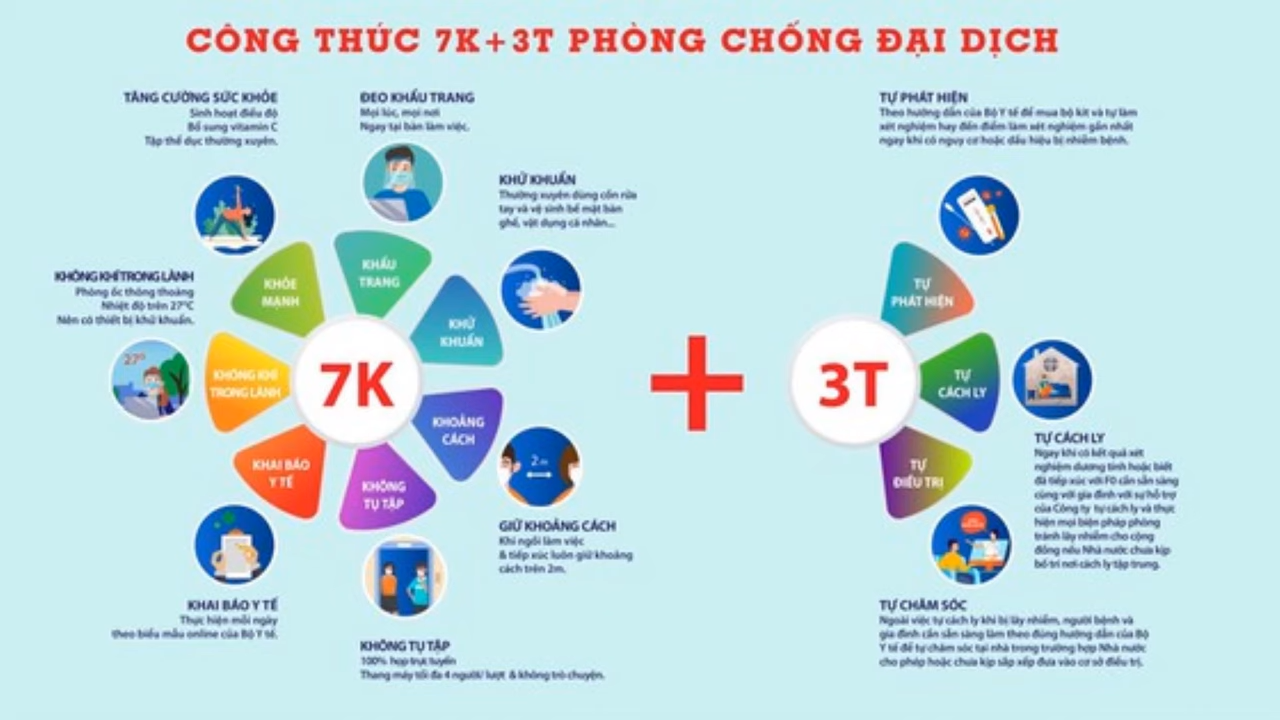 CÔNG THỨC 7K+3T PHÒNG CHỐNG ĐẠI DỊCH
TĂNG CƯỜNG SỨC KHỎE
Sinh hoạt điều độ
Bổ sung vitamin C
Tập thể dục thường xuyên.
ĐEO KHẨU TRANG
Mọi lúc, mọi nơi
Ngay tại bàn làm việc.
KHỬ KHUẨN
Thường xuyên dùng cồn rửa
tay và vệ sinh bề mặt bàn
ghế, vật dụng cá nhân...
KHÔNG KHÍ TRONG LÀNH
Phòng ốc thông thoáng
Nhiệt độ trên 27°C
Nên có thiết bị khử khuẩn.
27°
KHỎE
MẠNH
KHẨU
TRANG
KHỬ
KHUẨN
KHÔNG KHÍ
TRONG LÀNH
7K
KHOẢNG
CÁCH
KHAI BÁO
Y TẾ
KHÔNG
TỤ TẬP
2m
GIỮ KHOẢNG CÁCH
Khi ngồi làm việc
& tiếp xúc luôn giữ khoảng
cách trên 2m.
KHAI BÁO Y TẾ
Thực hiện mỗi ngày
theo biểu mẫu online của Bộ Y tế.
KHÔNG TỤ TẬP
100% họp trực tuyến
Thang máy tối đa 4 người/ lượt & không trò chuyện.
+
TỰ PHÁT HIỆN
Theo hướng dẫn của Bộ Y tế để mua bộ kit và tự làm
xét nghiệm hay đến điểm làm xét nghiệm gần nhất
ngay khi có nguy cơ hoặc dấu hiệu bị nhiễm bệnh.
TỰ
PHÁT HIỆN
3T
TỰ
CÁCH LY
TỰ
ĐIỀU TRỊ
TỰ CÁCH LY
Ngay khi có kết quả xét
nghiệm dương tính hoặc biết
đã tiếp xúc với F0 cần sẵn sàng
cùng với gia đình với sự hỗ trợ
của Công ty tự cách ly và thực
hiện mọi biện pháp phòng
tránh lây nhiễm cho cộng
đồng nếu Nhà nước chưa kịp
bố trí nơi cách ly tập trung.
TỰ CHĂM SÓC
Ngoài việc tự cách ly khi bị lây nhiễm, người bệnh và
gia đình cần sẵn sàng làm theo đúng hướng dẫn của Bộ
Y tế để tự chăm sóc tại nhà trong trường hợp Nhà nước
cho phép hoặc chưa kịp sắp xếp đưa vào cơ sở điều trị.